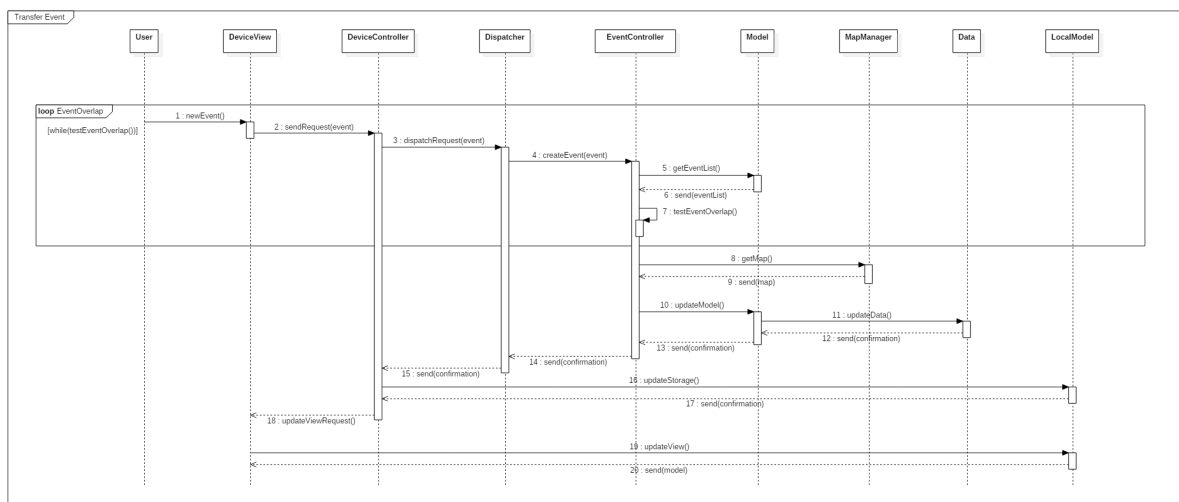 Transfer Event
User
DeviceView
DeviceController
Dispatcher
EventController
Model
MapManager
Data
LocalModel
loop EventOverlap
[while(testEventOverlap())]
1 : newEvent()
2 : sendRequest(event)
3 : dispatchRequest(event)
4 : createEvent(event)
5 : getEventList()
6 : send(eventList)
7 : testEventOverlap()
8 : getMap()
9 : send(map)
10 : updateModel()
11 : updateData()
12 : send(confirmation)
13 : send(confirmation)
14 : send(confirmation)
15 : send(confirmation)
16 : updateStorage()
17 : send(confirmation)
18 : updateViewRequest()
19 : updateView()
20 : send(model)